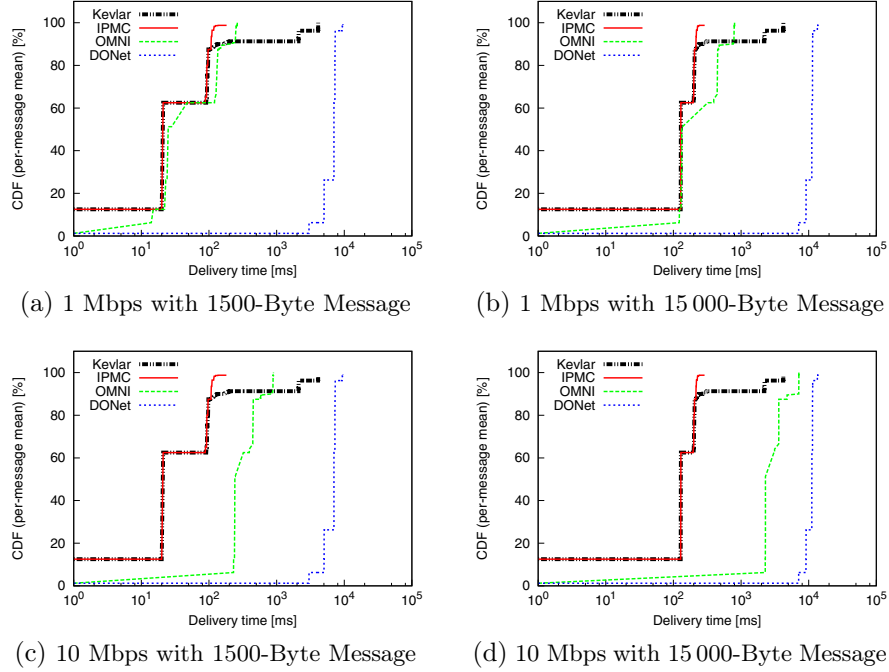 CDF (per-message mean) [%]
100
80
60
40
20
0
Kevlar
IPMC
OMNI
DONet
10^0 10^1 10^2 10^3 10^4 10^5
Delivery time [ms]
(a) 1 Mbps with 1500-Byte Message
CDF (per-message mean) [%]
100
80
60
40
20
0
Kevlar
IPMC
OMNI
DONet
10^0 10^1 10^2 10^3 10^4 10^5
Delivery time [ms]
(b) 1 Mbps with 15 000-Byte Message
CDF (per-message mean) [%]
100
80
60
40
20
0
Kevlar
IPMC
OMNI
DONet
10^0 10^1 10^2 10^3 10^4 10^5
Delivery time [ms]
(c) 10 Mbps with 1500-Byte Message
CDF (per-message mean) [%]
100
80
60
40
20
0
Kevlar
IPMC
OMNI
DONet
10^0 10^1 10^2 10^3 10^4 10^5
Delivery time [ms]
(d) 10 Mbps with 15 000-Byte Message